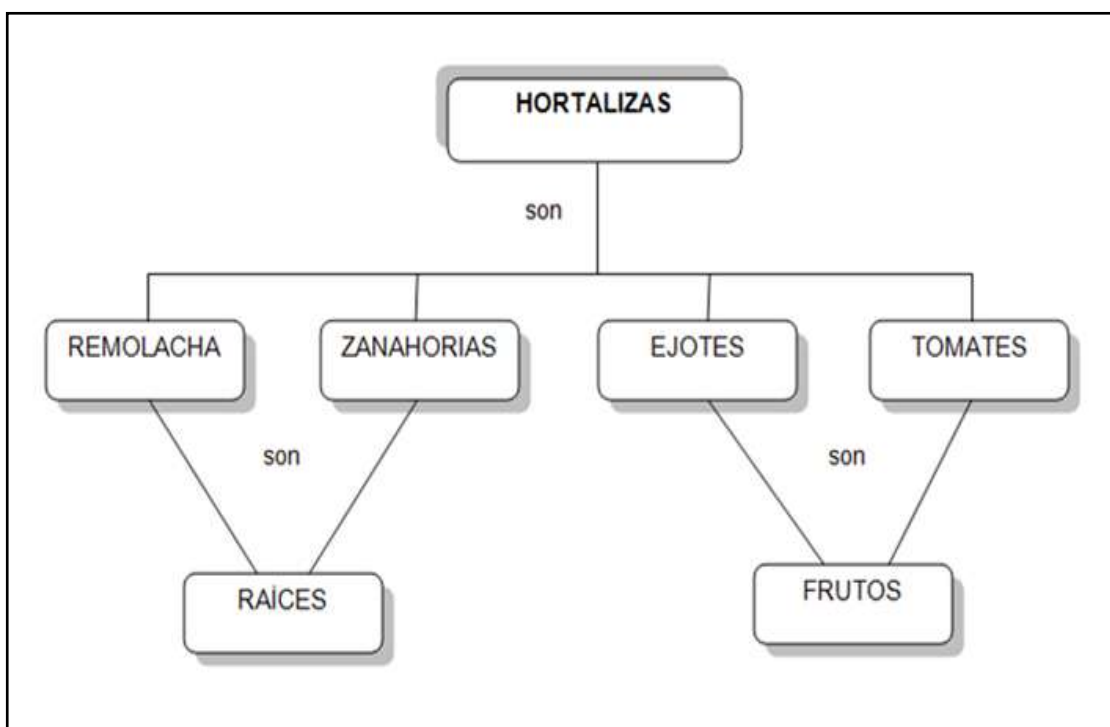 HORTALIZAS
son
REMOLACHA
ZANAHORIAS
EJOTES
TOMATES
son
son
RAÍCES
FRUTOS